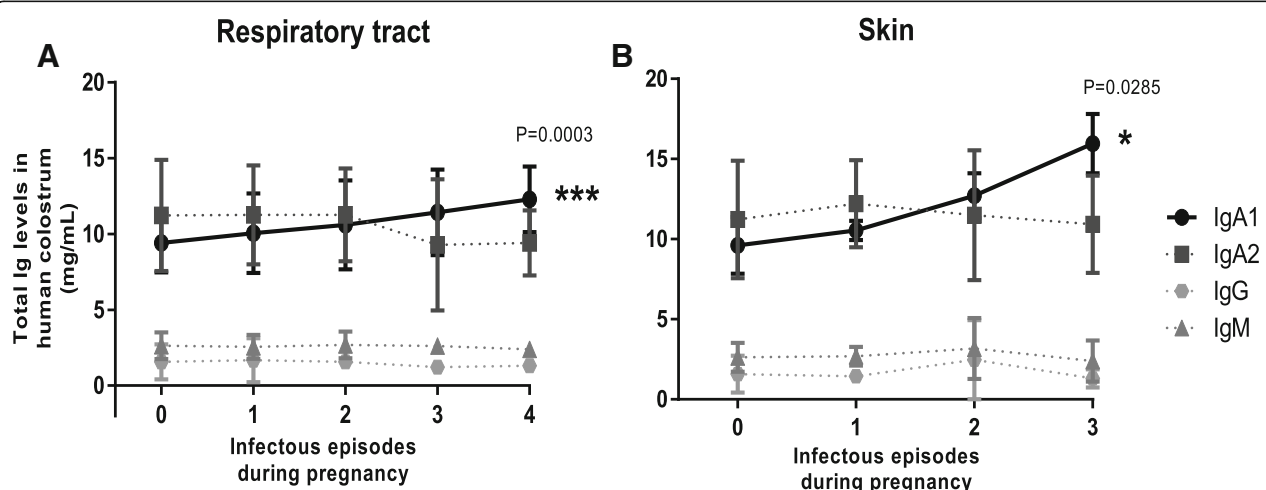 Respiratory tract
A
Total Ig levels in
human colostrum
(mg/mL)
20
15
10
5
0
P=0.0003
***
0 1 2 3 4
Infectous episodes
during pregnancy
Skin
B
20
15
10
5
0
P=0.0285
*
0 1 2 3
Infectous episodes
during pregnancy
IgA1
IgA2
IgG
IgM